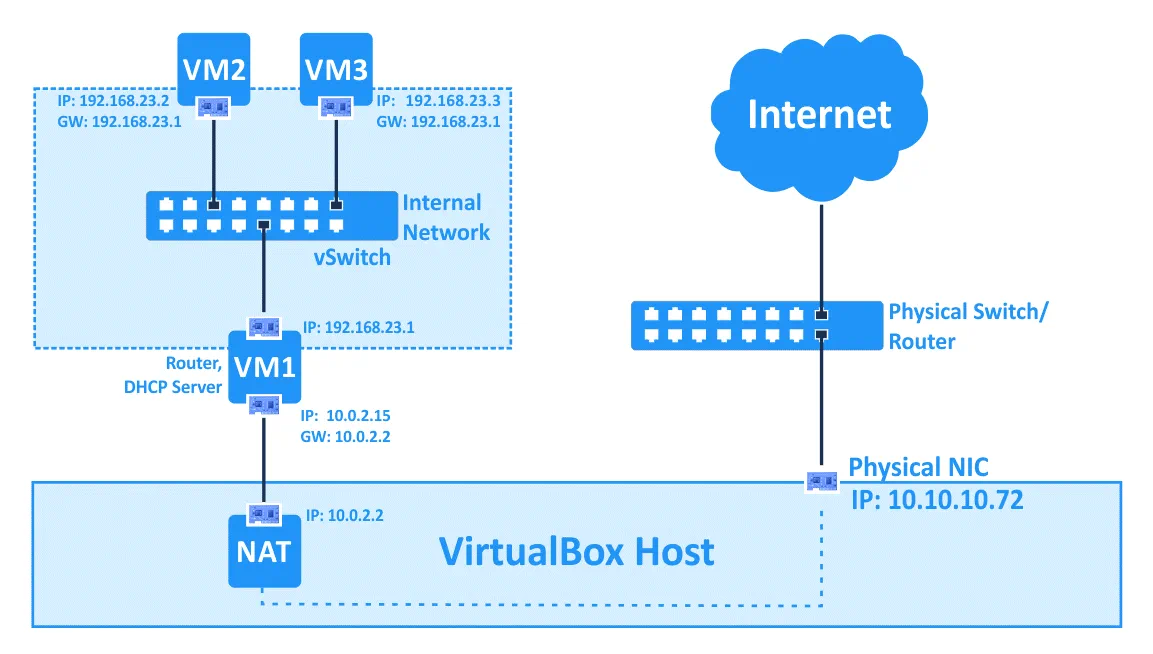 VM2
VM3
IP: 192.168.23.2
GW: 192.168.23.1
IP: 192.168.23.3
GW: 192.168.23.1
Internal
Network
vSwitch
IP: 192.168.23.1
Router,
DHCP Server
VM1
IP: 10.0.2.15
GW: 10.0.2.2
IP: 10.0.2.2
NAT
VirtualBox Host
Internet
Physical Switch/
Router
Physical NIC
IP: 10.10.10.72